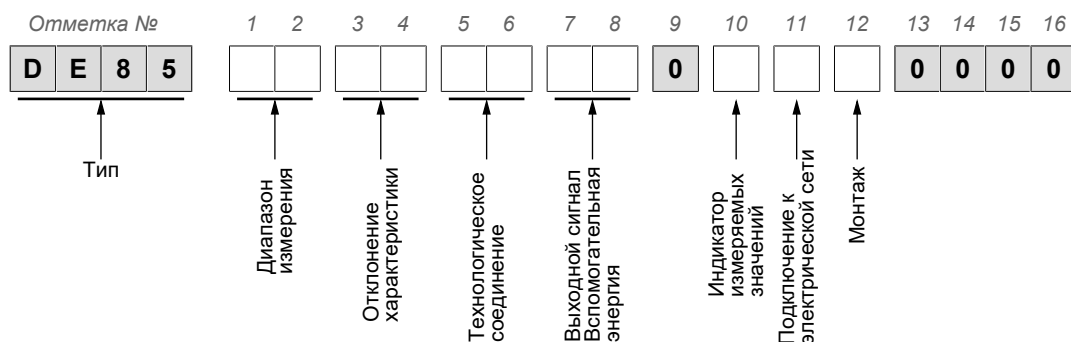 Отметка № 1 2 3 4 5 6 7 8 9 10 11 12 13 14 15 16
D E 8 5 0 0 0 0 0
Тип
Диапазон
измерения
Отклонение
характеристики
Технологическое
соединение
Выходной сигнал
Вспомогательная
энергия
Индикатор
измеряемых
значений
Подключение к
электрической сети
Монтаж